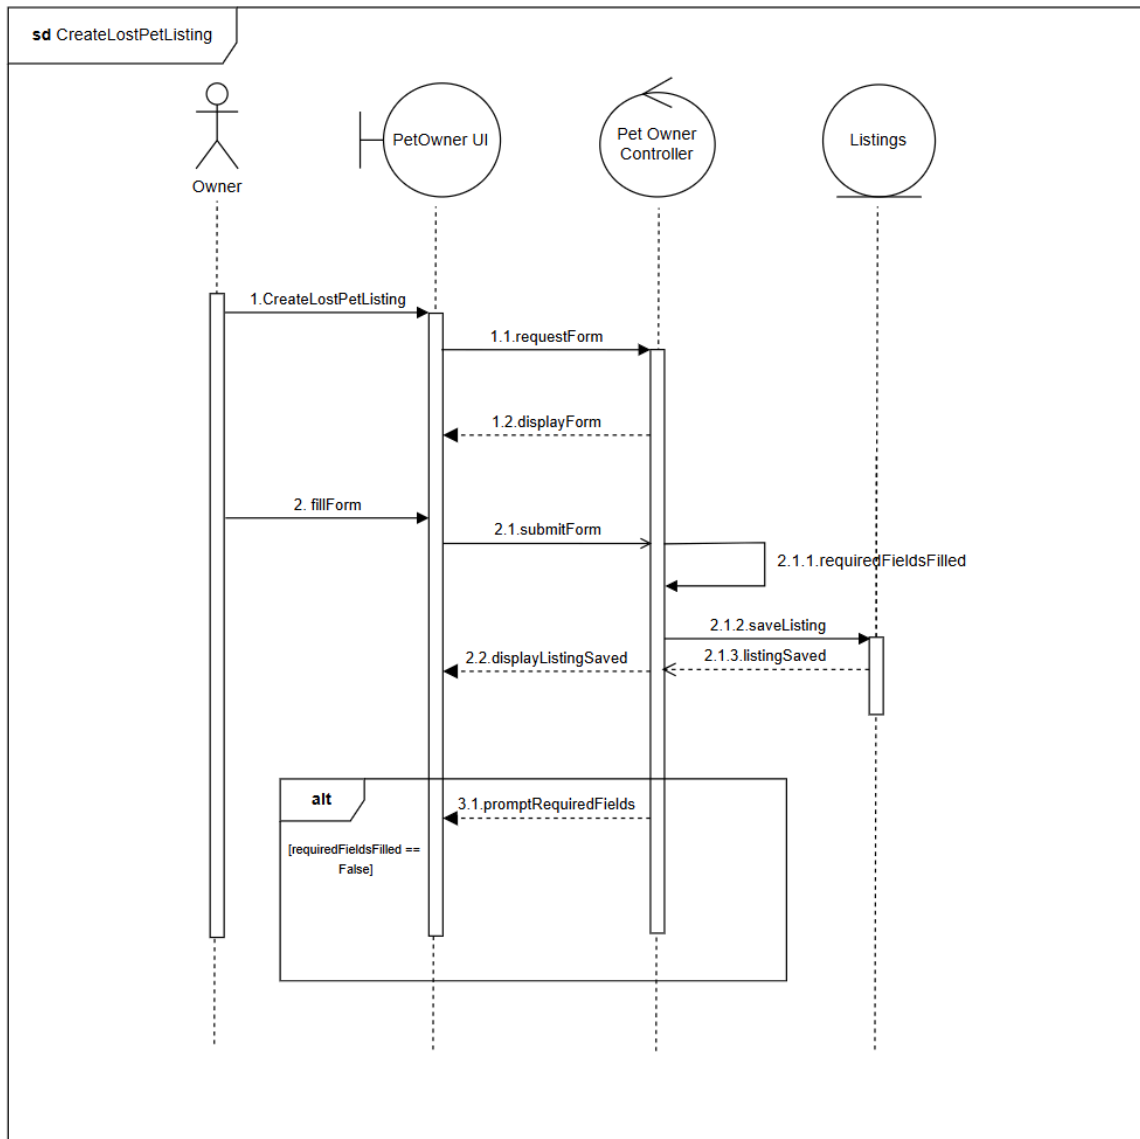 sd CreateLostPetListing
Owner
PetOwner UI
Pet Owner
Controller
Listings
1.CreateLostPetListing
1.1.requestForm
1.2.displayForm
2. fillForm
2.1.submitForm
2.1.1.requiredFieldsFilled
2.1.2.saveListing
2.1.3.listingSaved
2.2.displayListingSaved
alt
3.1.promptRequiredFields
[requiredFieldsFilled ==
False]